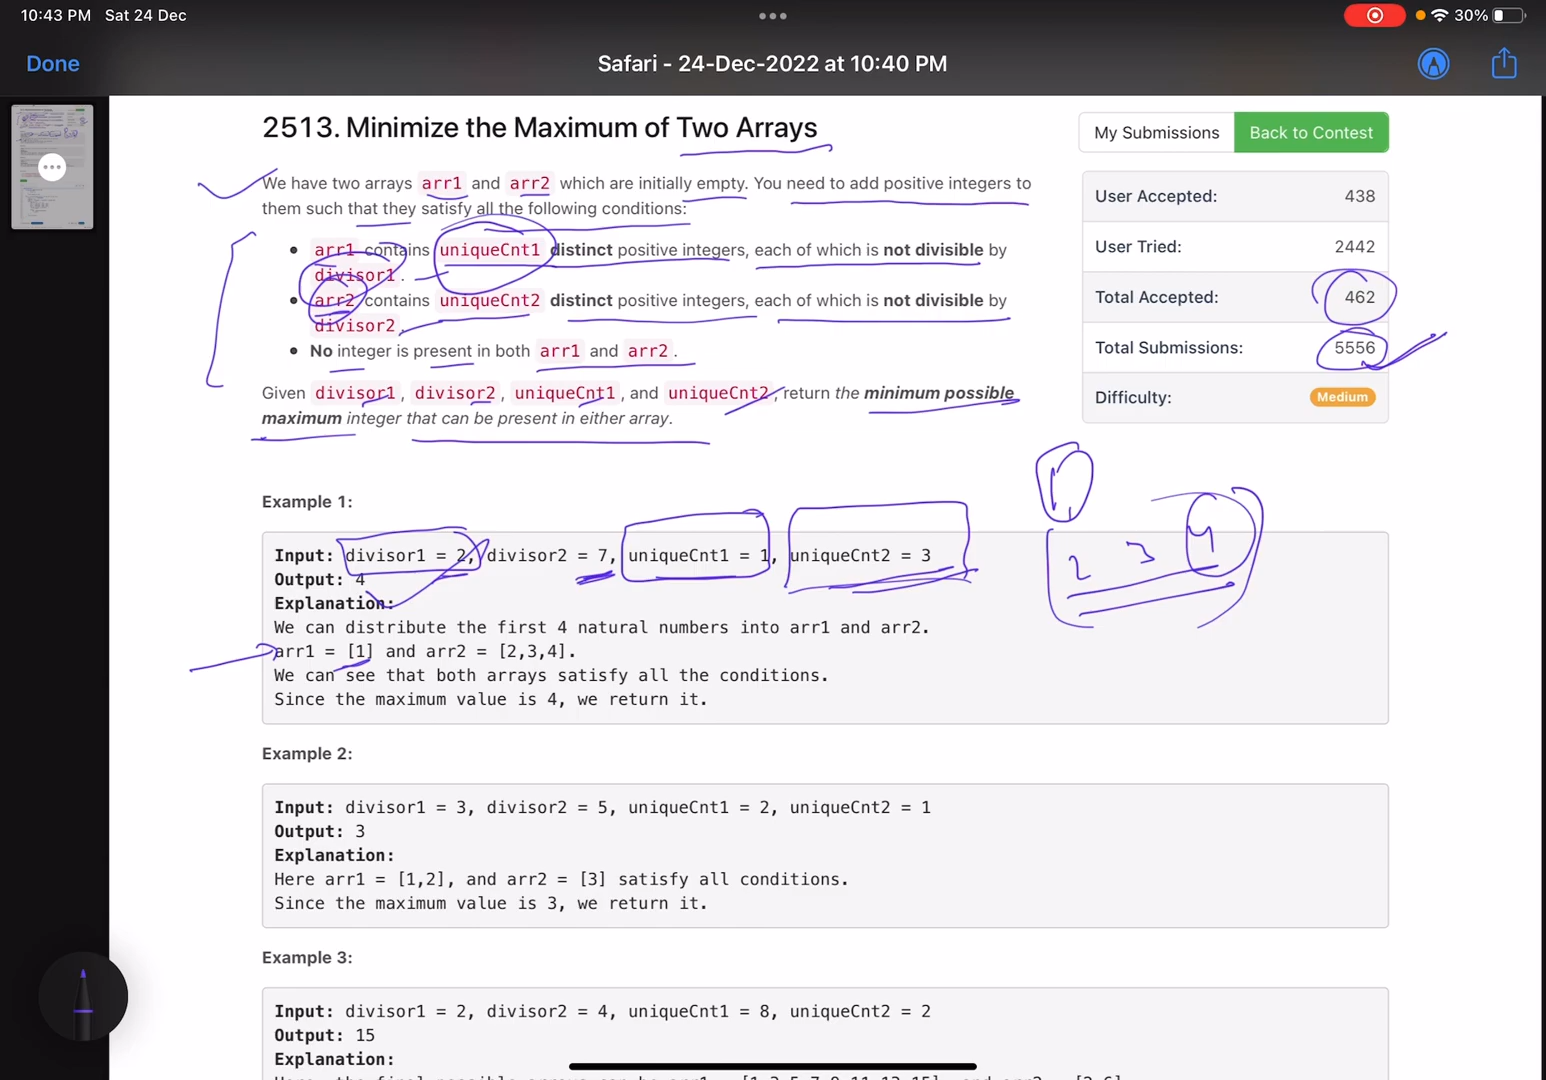 10:43 PM Sat 24 Dec
30%
Done
Safari - 24-Dec-2022 at 10:40 PM
2513. Minimize the Maximum of Two Arrays
My Submissions
Back to Contest
We have two arrays arr1 and arr2 which are initially empty. You need to add positive integers to
them such that they satisfy all the following conditions:
arr1 contains uniqueCnt1 distinct positive integers, each of which is not divisible by
divisor1.
arr2 contains uniqueCnt2 distinct positive integers, each of which is not divisible by
divisor2.
No integer is present in both arr1 and arr2.
Given divisor1, divisor2, uniqueCnt1, and uniqueCnt2, return the minimum possible
maximum integer that can be present in either array.
User Accepted: 438
User Tried: 2442
Total Accepted: 462
Total Submissions: 5556
Difficulty: Medium
Example 1:
1
2 3 4
Input: divisor1 = 2, divisor2 = 7, uniqueCnt1 = 1, uniqueCnt2 = 3
Output: 4
Explanation:
We can distribute the first 4 natural numbers into arr1 and arr2.
arr1 = [1] and arr2 = [2,3,4].
We can see that both arrays satisfy all the conditions.
Since the maximum value is 4, we return it.
Example 2:
Input: divisor1 = 3, divisor2 = 5, uniqueCnt1 = 2, uniqueCnt2 = 1
Output: 3
Explanation:
Here arr1 = [1,2], and arr2 = [3] satisfy all conditions.
Since the maximum value is 3, we return it.
Example 3:
Input: divisor1 = 2, divisor2 = 4, uniqueCnt1 = 8, uniqueCnt2 = 2
Output: 15
Explanation: